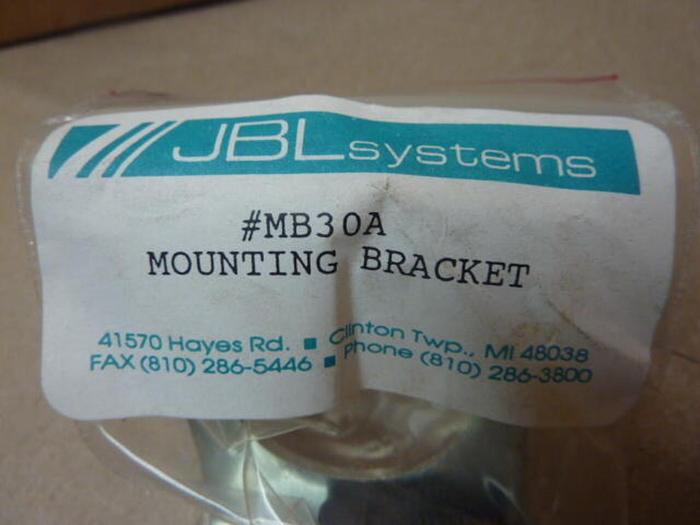 JBLsystems
#MB30A
MOUNTING BRACKET
41570 Hayes Rd. ■ Clinton Twp., MI 48038
FAX (810) 286-5446 ■ Phone (810) 286-3800